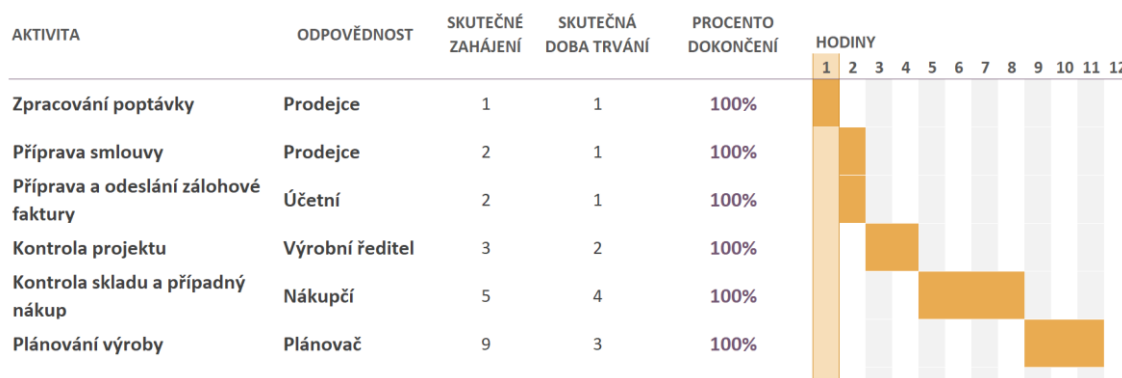 AKTIVITA ODPOVĚDNOST SKUTEČNÉ ZAHÁJENÍ SKUTEČNÁ DOBA TRVÁNÍ PROCENTO DOKONČENÍ HODINY
1 2 3 4 5 6 7 8 9 10 11 12
Zpracování poptávky Prodejce 1 1 100%
Příprava smlouvy Prodejce 2 1 100%
Příprava a odeslání zálohové
faktury Účetní 2 1 100%
Kontrola projektu Výrobní ředitel 3 2 100%
Kontrola skladu a případný
nákup Nákupčí 5 4 100%
Plánování výroby Plánovač 9 3 100%